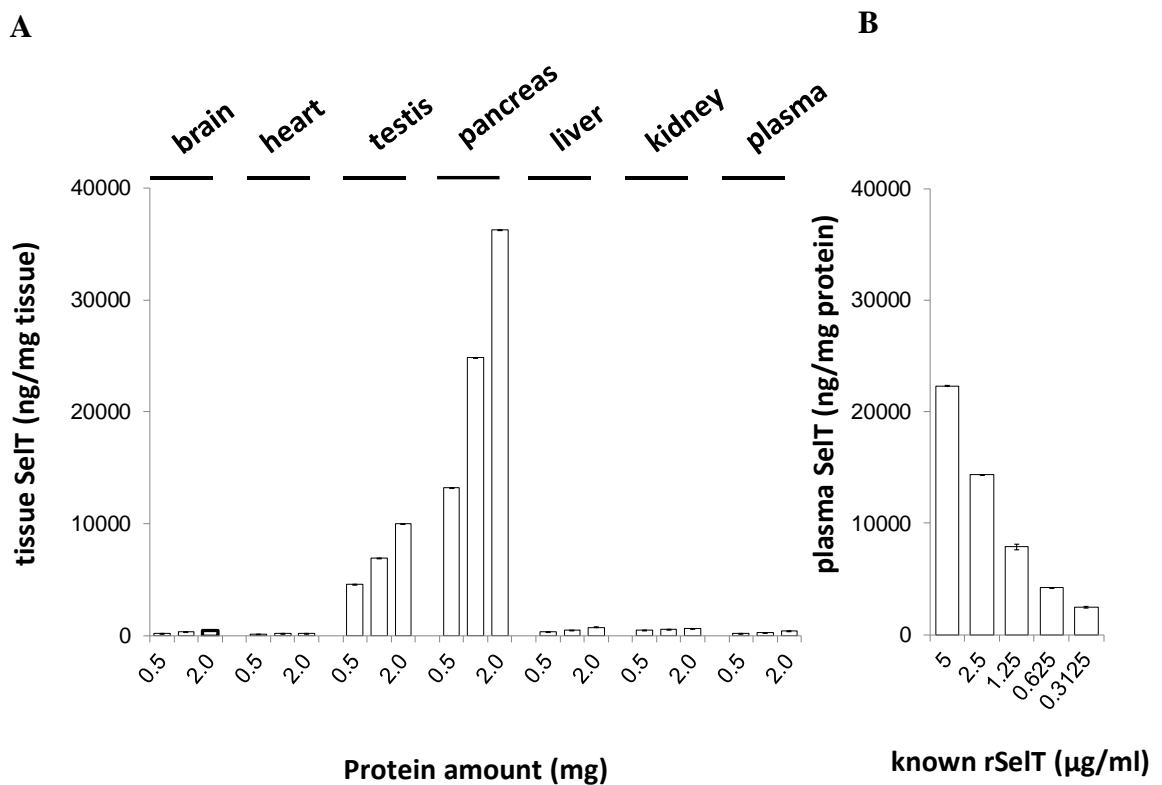 A
B
brain
heart
testis
pancreas
liver
kidney
plasma
tissue SelT (ng/mg tissue)
40000
30000
20000
10000
0
0.5
2.0
0.5
2.0
0.5
2.0
0.5
2.0
0.5
2.0
0.5
2.0
0.5
2.0
Protein amount (mg)
plasma SelT (ng/mg protein)
40000
30000
20000
10000
0
5
2.5
1.25
0.625
0.3125
known rSelT (µg/ml)